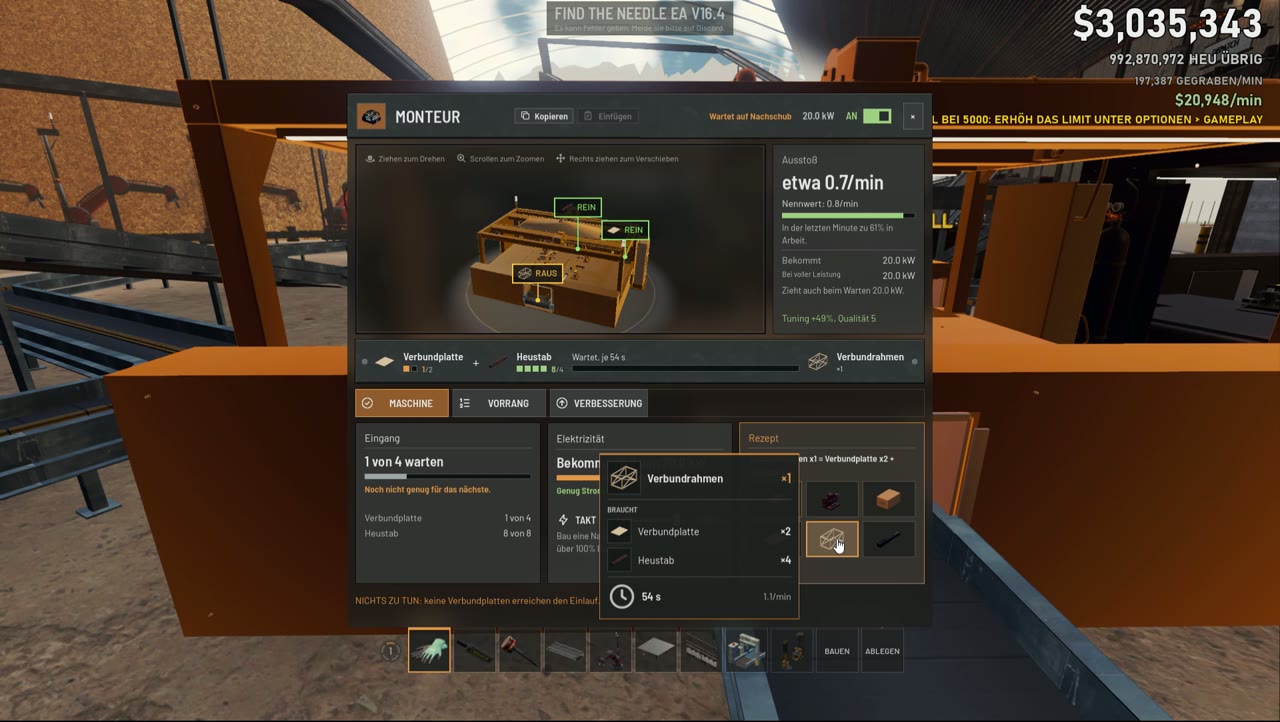 FIND THE NEEDLE EA V16.4
Es kann Fehler geben. Melde sie bitte auf Discord.
$3,035,343
992,870,972 HEU ÜBRIG
197,387 GEGRABEN/MIN
$20,948/min
L BEI 5000: ERHÖH DAS LIMIT UNTER OPTIONEN > GAMEPLAY
MONTEUR
Kopieren
Einfügen
Wartet auf Nachschub
20.0 kW
AN
Ziehen zum Drehen
Scrollen zum Zoomen
Rechts ziehen zum Verschieben
REIN
REIN
RAUS
Ausstoß
etwa 0.7/min
Nennwert: 0.8/min
In der letzten Minute zu 61% in
Arbeit.
Bekommt 20.0 kW
Bei voller Leistung 20.0 kW
Zieht auch beim Warten 20.0 kW.
Tuning +49%, Qualität 5
Verbundplatte
1/2
+
Heustab
8/4
Wartet, je 54 s
Verbundrahmen
×1
MASCHINE
VORRANG
VERBESSERUNG
Eingang
1 von 4 warten
Noch nicht genug für das nächste.
Verbundplatte 1 von 4
Heustab 8 von 8
Elektrizität
Bekomm
Genug Stro
TAKT
Bau eine Na
über 100%
Rezept
en x1 = Verbundplatte x2 +
Verbundrahmen ×1
BRAUCHT
Verbundplatte ×2
Heustab ×4
54 s 1.1/min
NICHTS ZU TUN: keine Verbundplatten erreichen den Einlauf.
1
BAUEN
ABLEGEN